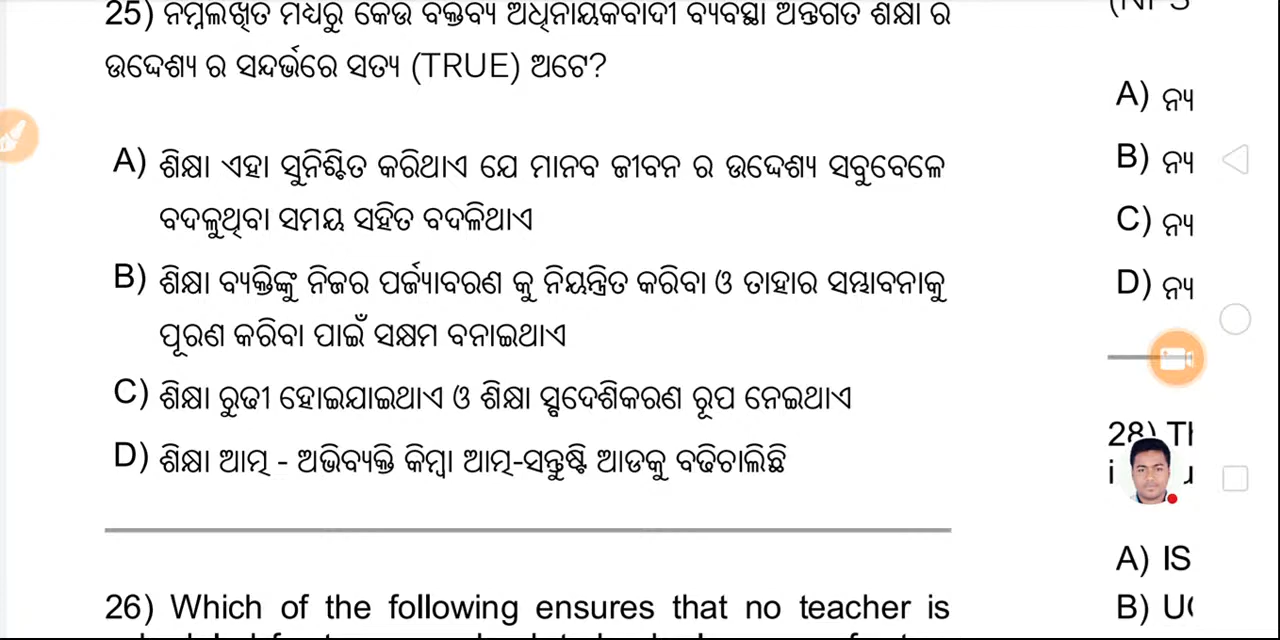 25) ନିମ୍ନଲିଖିତ ମଧ୍ୟରୁ କେଉ ବକ୍ତବ୍ୟ ଅଧିନାୟକବାଦୀ ବ୍ୟବସ୍ଥା ଅନ୍ତର୍ଗତ ଶିକ୍ଷା ର
ଉଦ୍ଦେଶ୍ୟ ର ସନ୍ଦର୍ଭରେ ସତ୍ୟ (TRUE) ଅଟେ?
A) ଶିକ୍ଷା ଏହା ସୁନିଶ୍ଚିତ କରିଥାଏ ଯେ ମାନବ ଜୀବନ ର ଉଦ୍ଦେଶ୍ୟ ସବୁବେଳେ
ବଦଳୁଥିବା ସମୟ ସହିତ ବଦଳିଥାଏ
B) ଶିକ୍ଷା ବ୍ୟକ୍ତିଙ୍କୁ ନିଜର ପର୍ଜ୍ୟାବରଣ କୁ ନିୟନ୍ତ୍ରିତ କରିବା ଓ ତାହାର ସମ୍ଭାବନାକୁ
ପୂରଣ କରିବା ପାଇଁ ସକ୍ଷମ ବନାଇଥାଏ
C) ଶିକ୍ଷା ରୁଢୀ ହୋଇଯାଇଥାଏ ଓ ଶିକ୍ଷା ସ୍ବଦେଶିକରଣ ରୂପ ନେଇଥାଏ
D) ଶିକ୍ଷା ଆତ୍ମ - ଅଭିବ୍ୟକ୍ତି କିମ୍ବା ଆତ୍ମ-ସନ୍ତୁଷ୍ଟି ଆଡକୁ ବଢିଚାଲିଛି
26) Which of the following ensures that no teacher is
A) ନ୍ୟ
B) ନ୍ୟ
C) ନ୍ୟ
D) ନ୍ୟ
28)
A) IS
B)